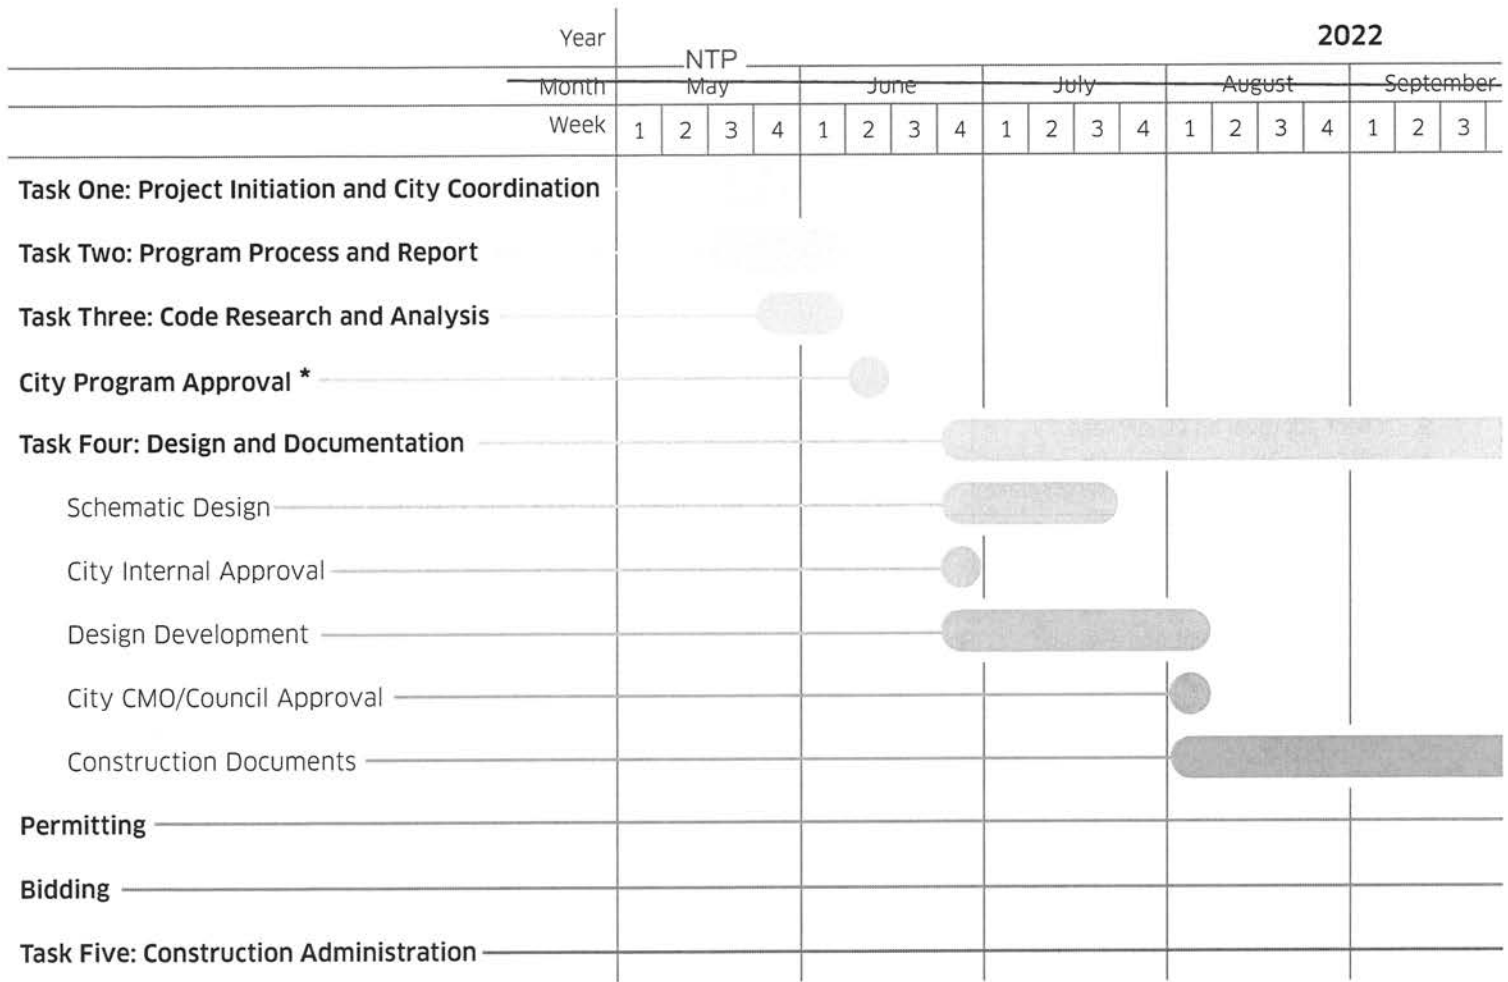 Year 2022
NTP
Month May June July August September
Week 1 2 3 4 1 2 3 4 1 2 3 4 1 2 3 4 1 2 3
Task One: Project Initiation and City Coordination
Task Two: Program Process and Report
Task Three: Code Research and Analysis
City Program Approval *
Task Four: Design and Documentation
Schematic Design
City Internal Approval
Design Development
City CMO/Council Approval
Construction Documents
Permitting
Bidding
Task Five: Construction Administration